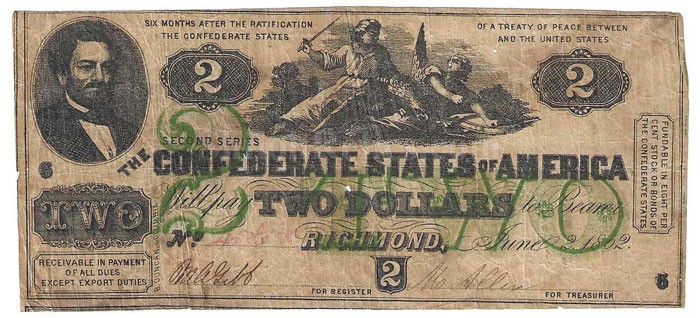 SIX MONTHS AFTER THE RATIFICATION
THE CONFEDERATE STATES
OF A TREATY OF PEACE BETWEEN
AND THE UNITED STATES
2
2
2
SECOND SERIES
THE CONFEDERATE STATES OF AMERICA
6
TWO
Will pay TWO DOLLARS to Bearer
TWO
No
RICHMOND, June 2, 1862.
RECEIVABLE IN PAYMENT
OF ALL DUES
EXCEPT EXPORT DUTIES
FUNDABLE IN EIGHT PER
CENT STOCK OR BONDS OF
THE CONFEDERATE STATES
B. DUNCAN
2
FOR REGISTER
FOR TREASURER